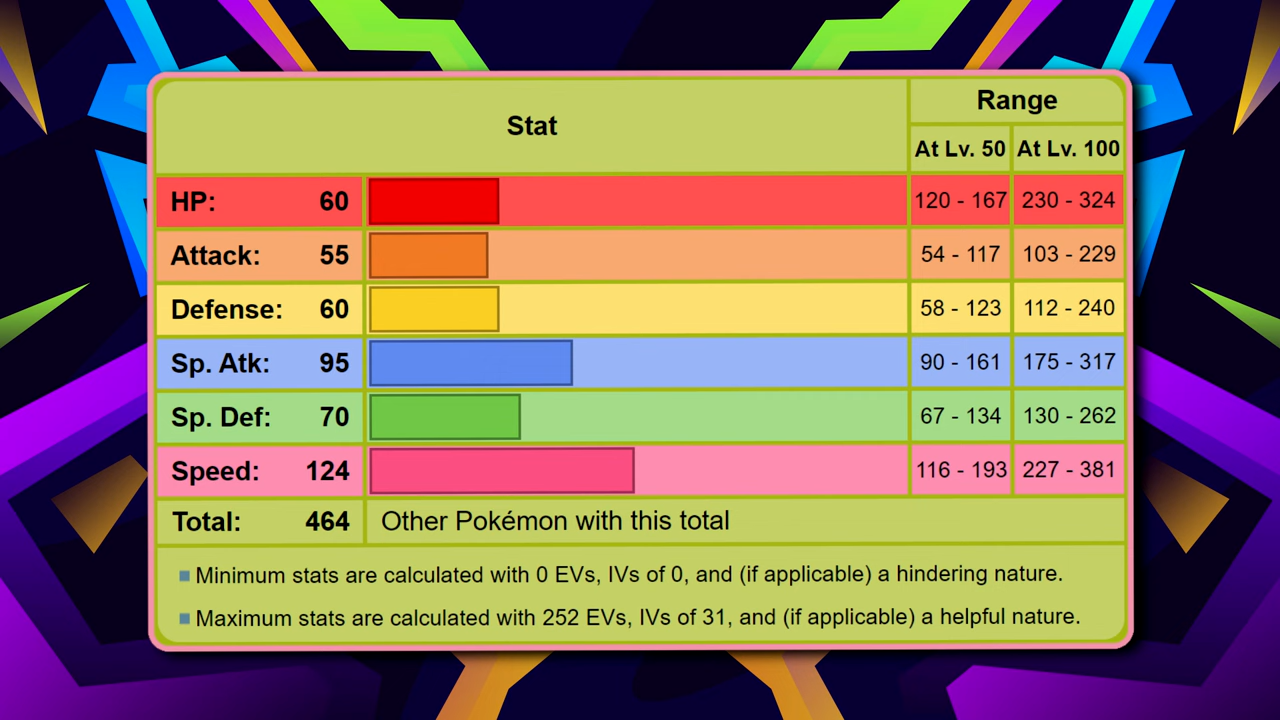 Stat
Range
At Lv. 50 At Lv. 100
HP: 60 120 - 167 230 - 324
Attack: 55 54 - 117 103 - 229
Defense: 60 58 - 123 112 - 240
Sp. Atk: 95 90 - 161 175 - 317
Sp. Def: 70 67 - 134 130 - 262
Speed: 124 116 - 193 227 - 381
Total: 464 Other Pokémon with this total
Minimum stats are calculated with 0 EVs, IVs of 0, and (if applicable) a hindering nature.
Maximum stats are calculated with 252 EVs, IVs of 31, and (if applicable) a helpful nature.